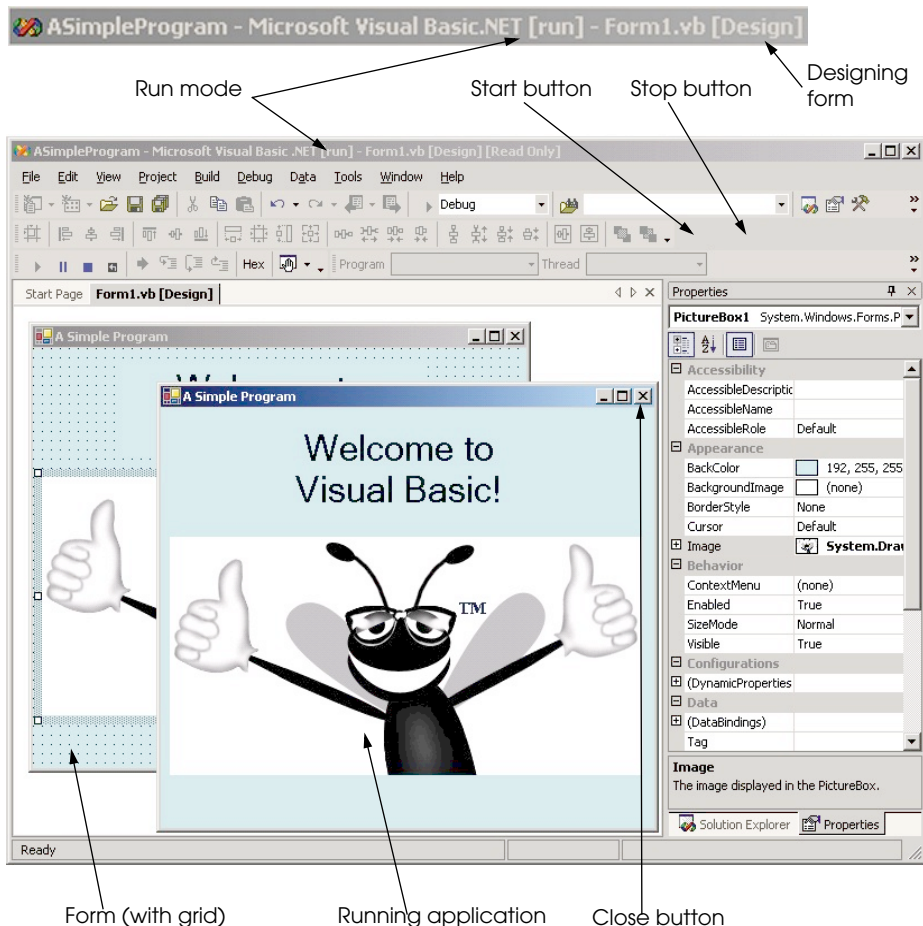 ASimpleProgram - Microsoft Visual Basic.NET [run] - Form1.vb [Design]
Run mode
Start button
Stop button
Designing
form
ASimpleProgram - Microsoft Visual Basic .NET [run] - Form1.vb [Design] [Read Only]
File Edit View Project Build Debug Data Tools Window Help
Debug
Hex Program Thread
Start Page Form1.vb [Design]
Properties
PictureBox1 System.Windows.Forms.P
A Simple Program
Accessibility
AccessibleDescriptic
AccessibleName
AccessibleRole Default
Appearance
BackColor 192, 255, 255
BackgroundImage (none)
BorderStyle None
Cursor Default
Image System.Drau
Behavior
ContextMenu (none)
Enabled True
SizeMode Normal
Visible True
Configurations
(DynamicProperties
Data
(DataBindings)
Tag
Image
The image displayed in the PictureBox.
Solution Explorer Properties
A Simple Program
Welcome to
Visual Basic!
TM
Ready
Form (with grid)
Running application
Close button